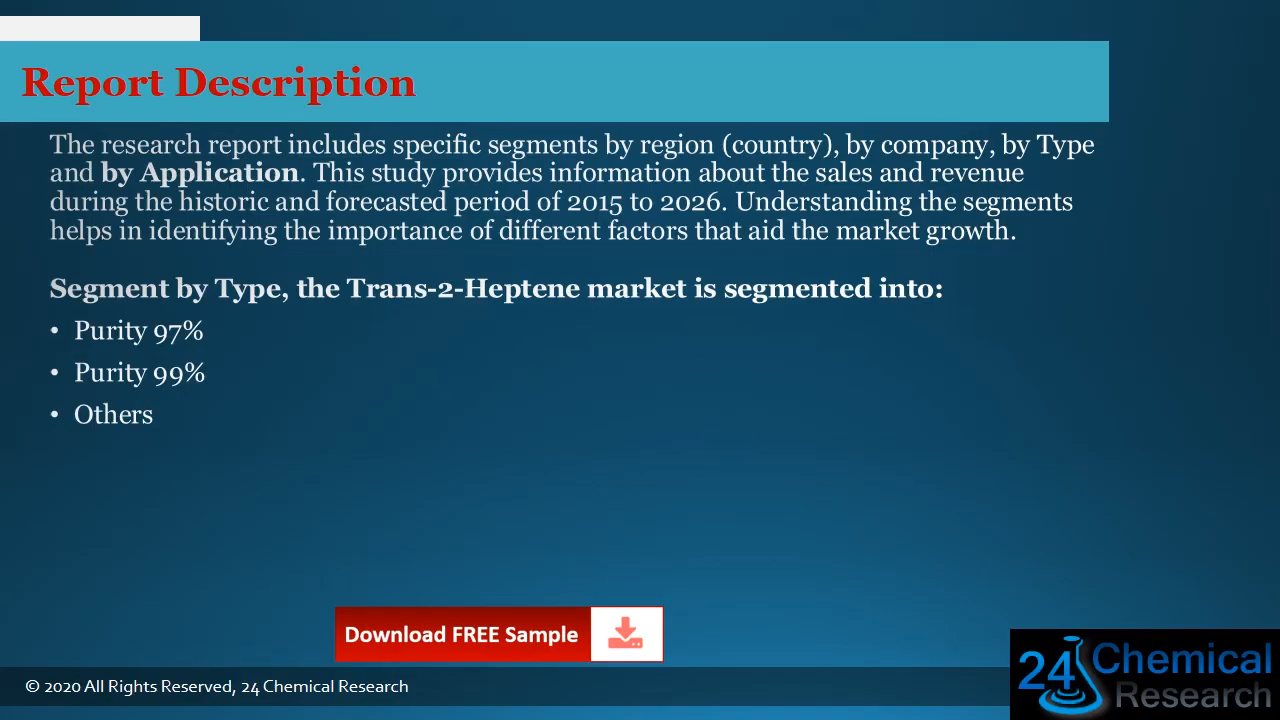 Report Description
The research report includes specific segments by region (country), by company, by Type
and by Application. This study provides information about the sales and revenue
during the historic and forecasted period of 2015 to 2026. Understanding the segments
helps in identifying the importance of different factors that aid the market growth.
Segment by Type, the Trans-2-Heptene market is segmented into:
• Purity 97%
• Purity 99%
• Others
Download FREE Sample
© 2020 All Rights Reserved, 24 Chemical Research
24 Chemical
Research